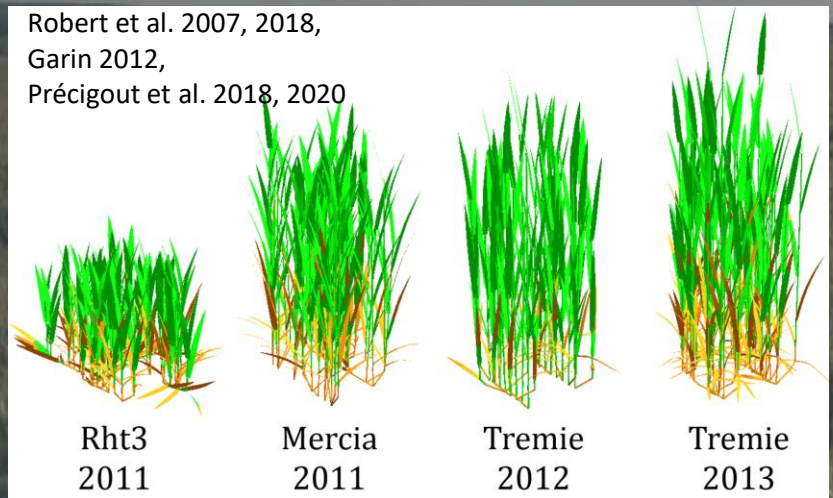 Robert et al. 2007, 2018,
Garin 2012,
Précigout et al. 2018, 2020
Rht3 Mercia Tremie Tremie
2011 2011 2012 2013